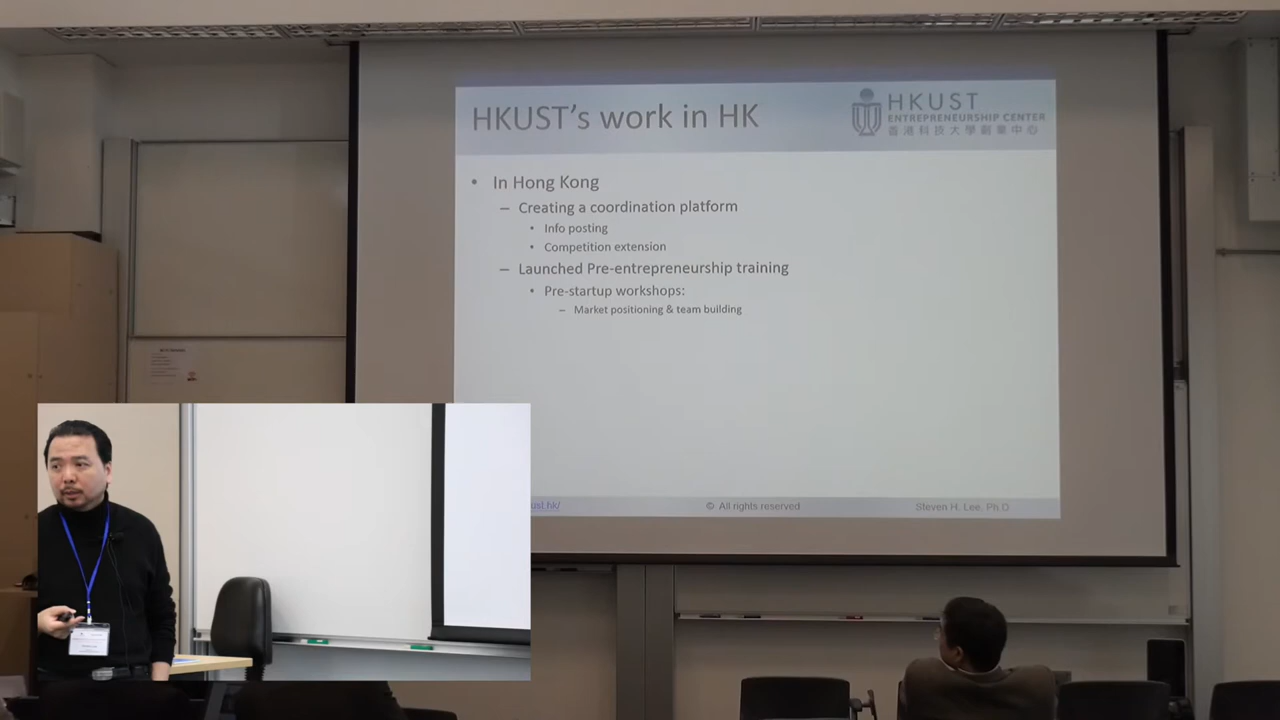 HKUST's work in HK
HKUST
ENTREPRENEURSHIP CENTER
香港科技大學創業中心
• In Hong Kong
– Creating a coordination platform
• Info posting
• Competition extension
– Launched Pre-entrepreneurship training
• Pre-startup workshops:
– Market positioning & team building
ust.hk/
© All rights reserved
Steven H. Lee, Ph.D